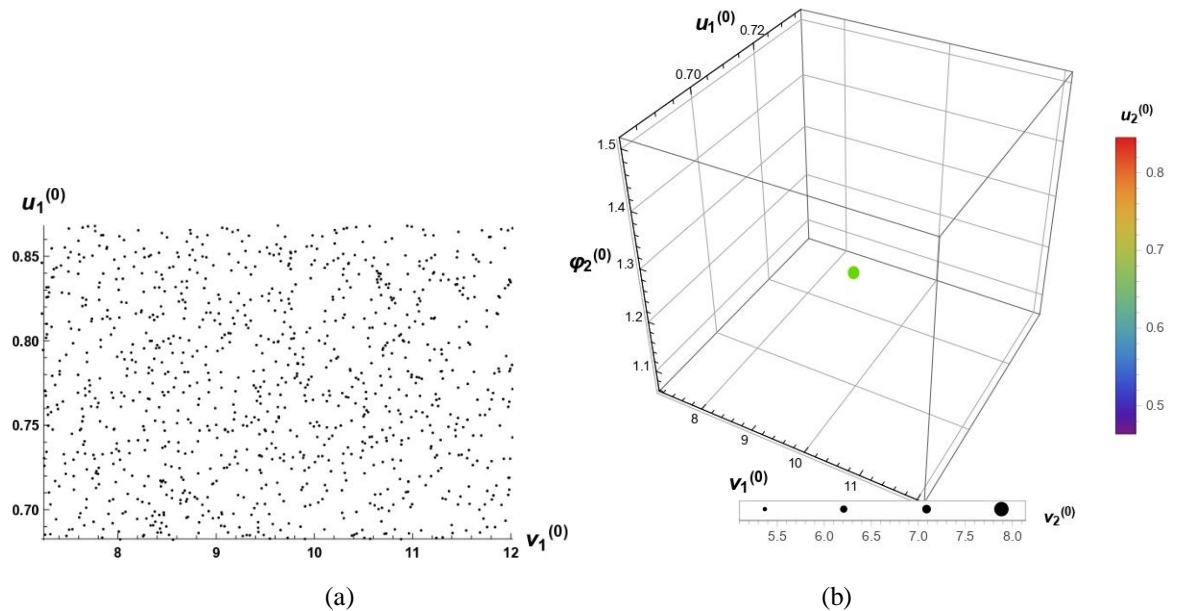 u₁⁽⁰⁾
0.85
0.80
0.75
0.70
8 9 10 11 12
v₁⁽⁰⁾
(a)
u₁⁽⁰⁾
0.72
0.70
1.5
1.4
1.3
1.2
1.1
φ₂⁽⁰⁾
8 9 10 11
v₁⁽⁰⁾
5.5 6.0 6.5 7.0 7.5 8.0
v₂⁽⁰⁾
u₂⁽⁰⁾
0.8
0.7
0.6
0.5
(b)